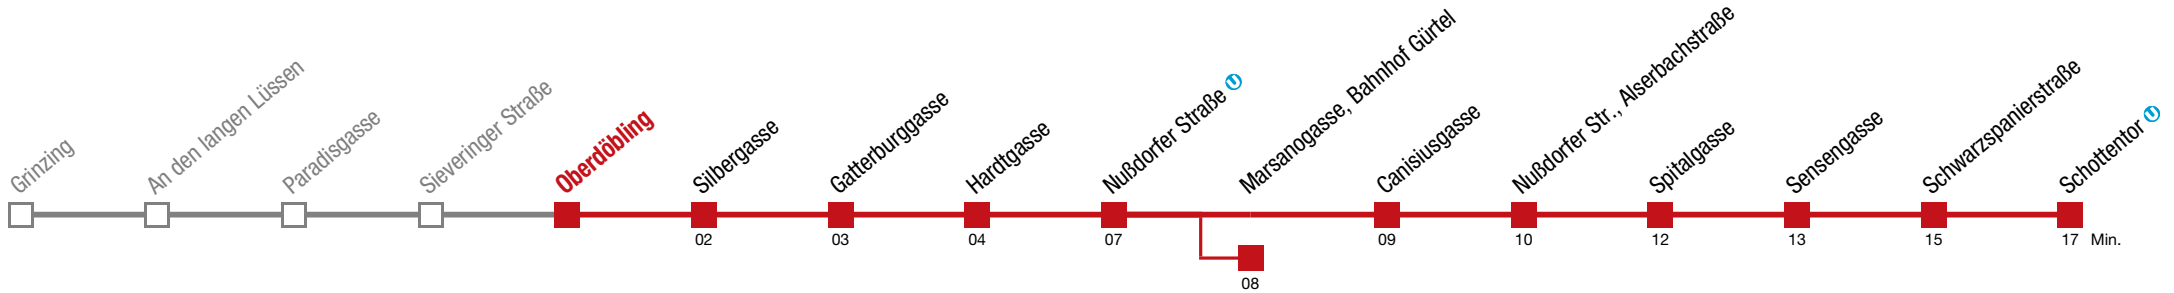 Grinzing
An den langen Lüssen
Paradisgasse
Sieveringer Straße
Oberdöbling
Silbergasse
Gatterburggasse
Hardtgasse
Nußdorfer Straße U
Marsanogasse, Bahnhof Gürtel
Canisiusgasse
Nußdorfer Str., Alserbachstraße
Spitalgasse
Sensengasse
Schwarzspanierstraße
Schottentor U
02 03 04 07 09 10 12 13 15 17 Min.
08